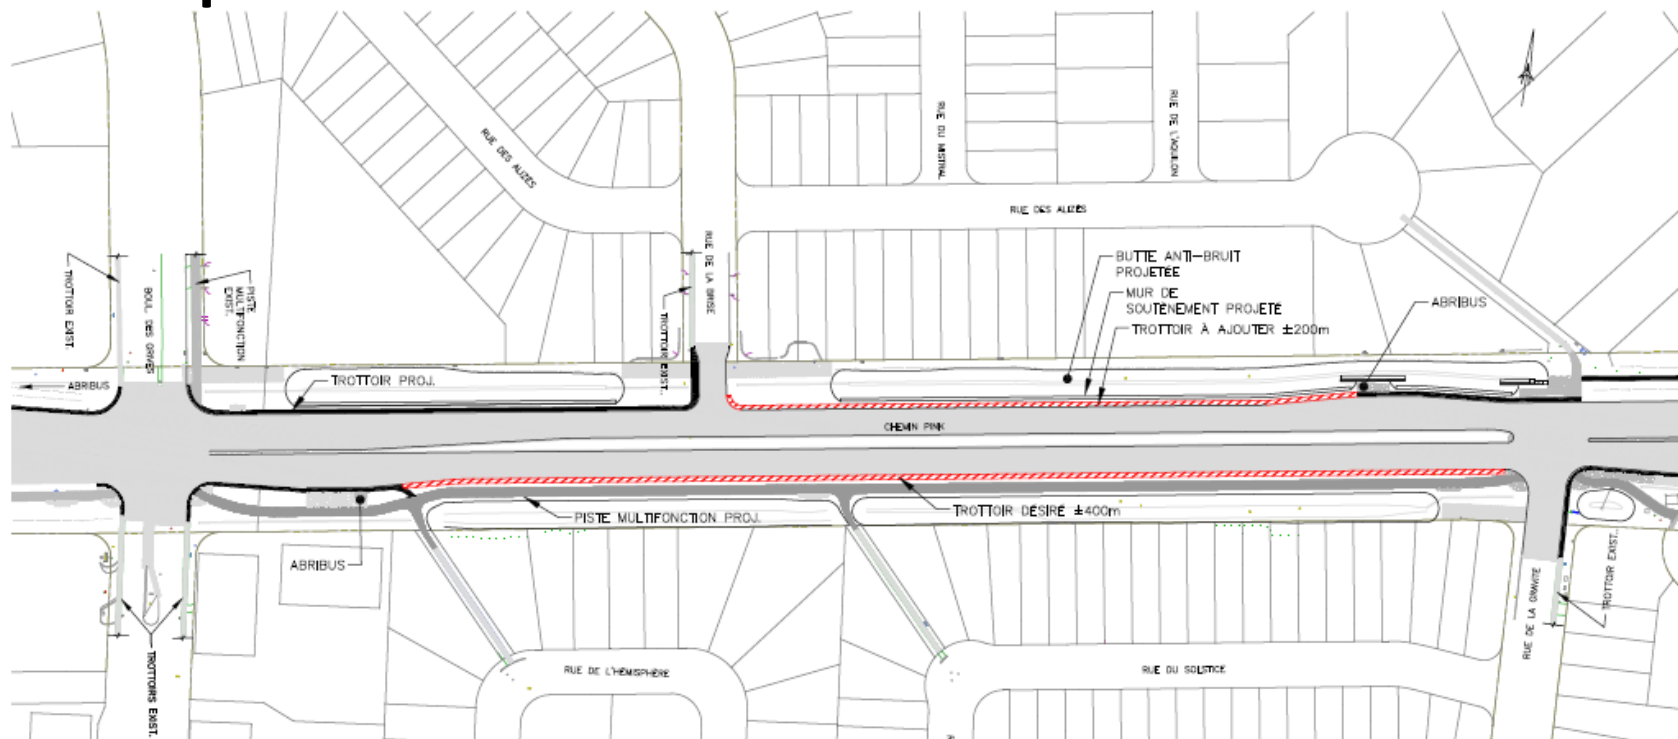 RUE DES ALIZES
RUE DU MISTRAL
RUE DE L'AQUILON
RUE DES ALIZES
TROTTOIR EXIST.
BOUL DES GRIVES
PISTE
MULTIFONCTION
EXIST.
RUE DE LA BRISE
TROTTOIR EXIST.
BUTTE ANTI-BRUIT
PROJETÉE
MUR DE
SOUTÈNEMENT PROJETÉ
TROTTOIR À AJOUTER ±200m
ABRIBUS
ABRIBUS
TROTTOIR PROJ.
CHEMIN PINK
PISTE MULTIFONCTION PROJ.
TROTTOIR DÉSIRÉ ±400m
ABRIBUS
TROTTOIRS EXIST.
RUE DE L'HÉMISPHÈRE
RUE DU SOLSTICE
RUE DE LA GRAVITÉ
TROTTOIR EXIST.